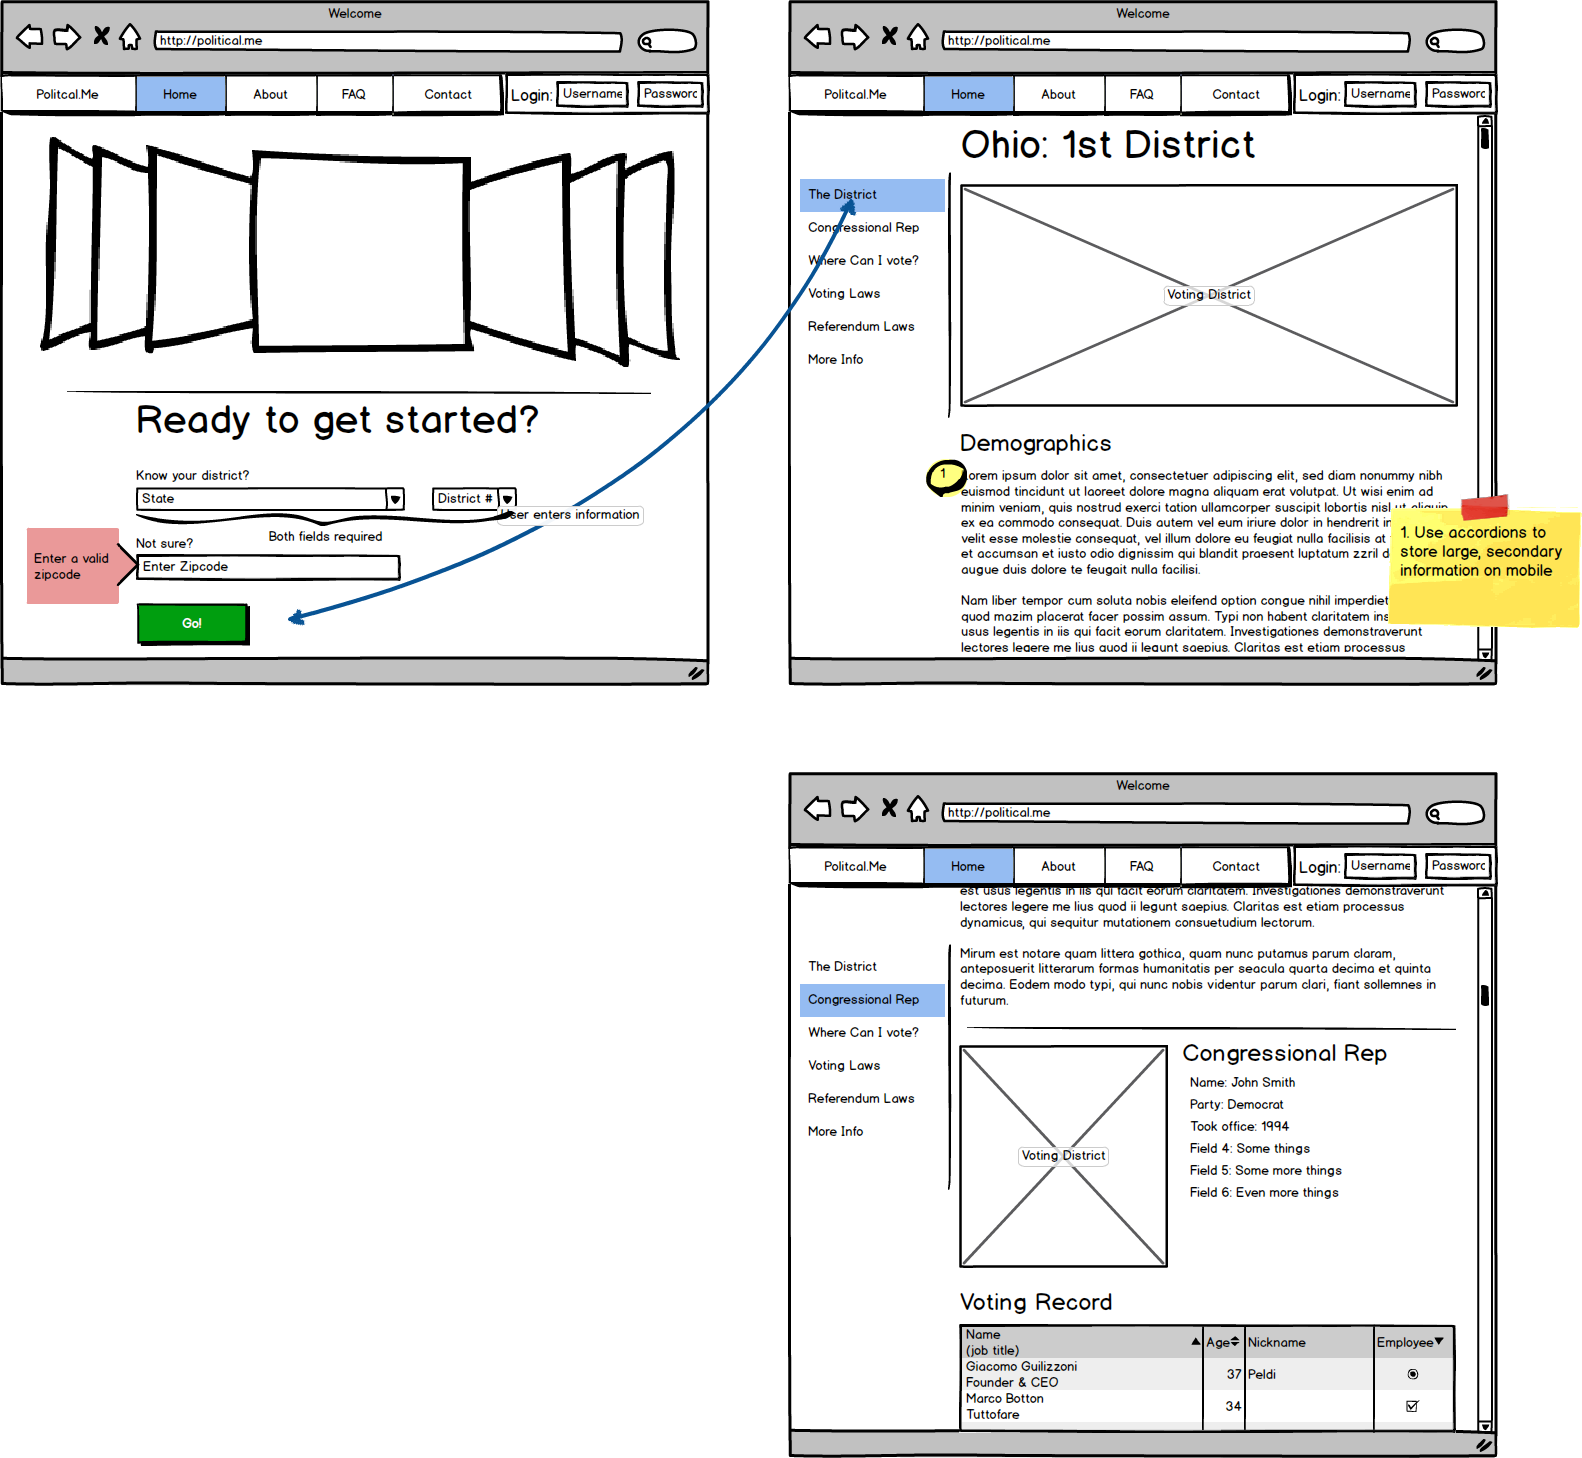 Welcome
http://political.me
Politcal.Me
Home
About
FAQ
Contact
Login:
Username
Passworc
Ready to get started?
Know your district?
State
District #
User enters information
Both fields required
Not sure?
Enter a valid
zipcode
Enter Zipcode
Go!
Welcome
http://political.me
Politcal.Me
Home
About
FAQ
Contact
Login:
Username
Passworc
Ohio: 1st District
The District
Congressional Rep
Where Can I vote?
Voting Laws
Referendum Laws
More Info
Voting District
Demographics
1
Lorem ipsum dolor sit amet, consectetuer adipiscing elit, sed diam nonummy nibh
euismod tincidunt ut laoreet dolore magna aliquam erat volutpat. Ut wisi enim ad
minim veniam, quis nostrud exerci tation ullamcorper suscipit lobortis nisl ut aliquip
ex ea commodo consequat. Duis autem vel eum iriure dolor in hendrerit in
velit esse molestie consequat, vel illum dolore eu feugiat nulla facilisis at
et accumsan et iusto odio dignissim qui blandit praesent luptatum zzril
augue duis dolore te feugait nulla facilisi.
Nam liber tempor cum soluta nobis eleifend option congue nihil imperdiet
quod mazim placerat facer possim assum. Typi non habent claritatem
usus legentis in iis qui facit eorum claritatem. Investigationes demonstraverunt
lectores legere me lius quod ii legunt saepius. Claritas est etiam processus
1. Use accordions to
store large, secondary
information on mobile
Welcome
http://political.me
Politcal.Me
Home
About
FAQ
Contact
Login:
Username
Passworc
est usus legentis in iis qui facit eorum claritatem. Investigationes demonstraverunt
lectores legere me lius quod ii legunt saepius. Claritas est etiam processus
dynamicus, qui sequitur mutationem consuetudium lectorum.
Mirum est notare quam littera gothica, quam nunc putamus parum claram,
anteposuerit litterarum formas humanitatis per seacula quarta decima et quinta
decima. Eodem modo typi, qui nunc nobis videntur parum clari, fiant sollemnes in
futurum.
The District
Congressional Rep
Where Can I vote?
Voting Laws
Referendum Laws
More Info
Voting District
Congressional Rep
Name: John Smith
Party: Democrat
Took office: 1994
Field 4: Some things
Field 5: Some more things
Field 6: Even more things
Voting Record
Name
(job title)
Age
Nickname
Employee
Giacomo Guilizzoni
Founder & CEO
37
Peldi
Marco Botton
Tuttofare
34